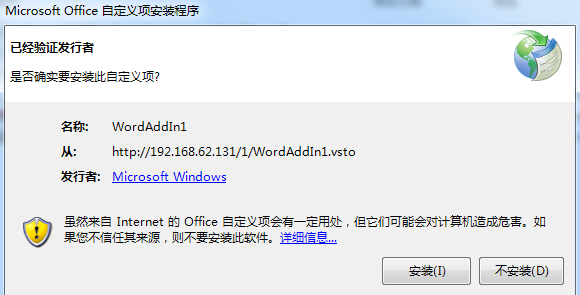 Microsoft Office 自定义项安装程序
已经验证发行者
是否确实要安装此自定义项?
名称: WordAddIn1
从: http://192.168.62.131/1/WordAddIn1.vsto
发行者: Microsoft Windows
虽然来自 Internet 的 Office 自定义项会有一定用处，但它们可能会对计算机造成危害。如
果您不信任其来源，则不要安装此软件。详细信息...
安装(I) 不安装(D)